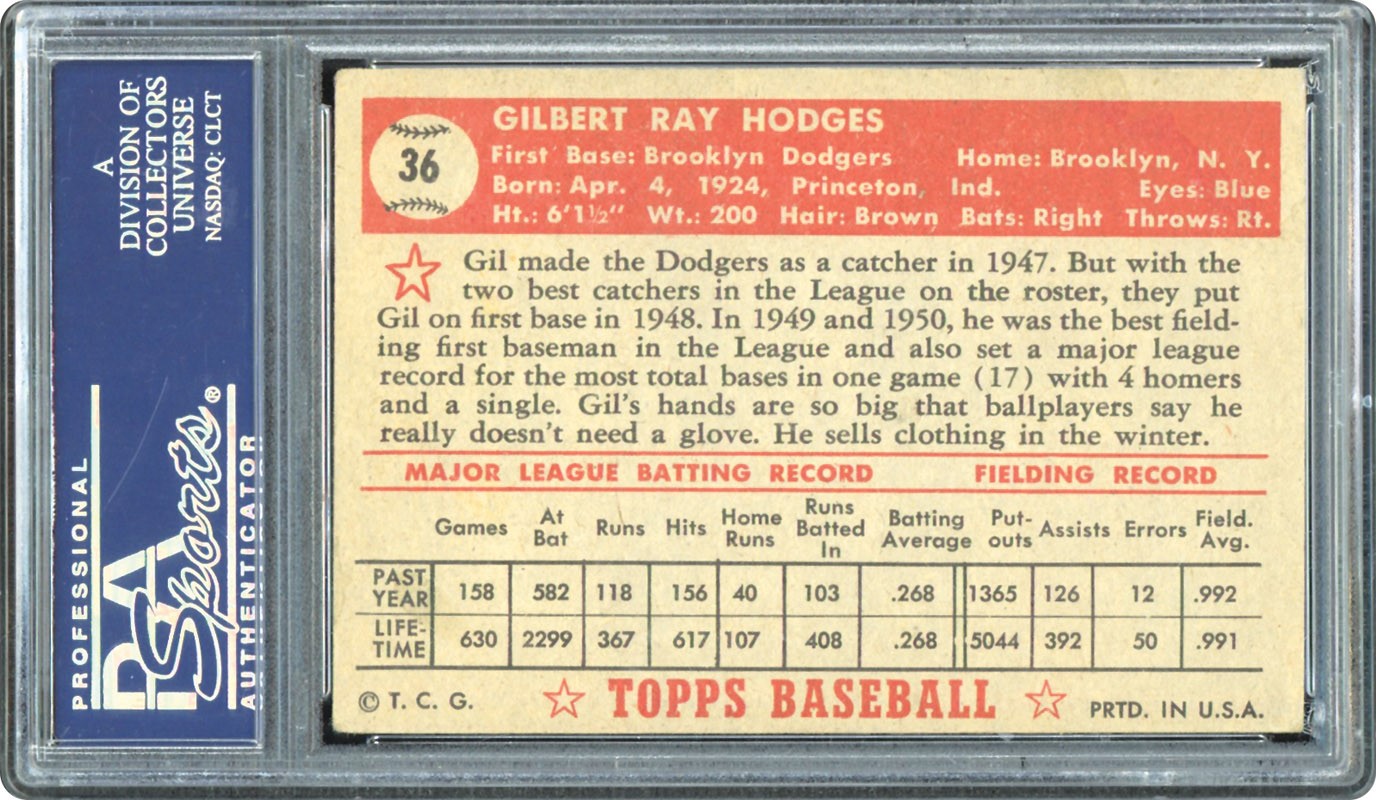 A
DIVISION OF
COLLECTORS
UNIVERSE
NASDAQ: CLCT
PROFESSIONAL
PSA
Sports®
AUTHENTICATOR
36
GILBERT RAY HODGES
First Base: Brooklyn Dodgers Home: Brooklyn, N. Y.
Born: Apr. 4, 1924, Princeton, Ind. Eyes: Blue
Ht.: 6'1½" Wt.: 200 Hair: Brown Bats: Right Throws: Rt.
Gil made the Dodgers as a catcher in 1947. But with the
two best catchers in the League on the roster, they put
Gil on first base in 1948. In 1949 and 1950, he was the best field-
ing first baseman in the League and also set a major league
record for the most total bases in one game (17) with 4 homers
and a single. Gil's hands are so big that ballplayers say he
really doesn't need a glove. He sells clothing in the winter.
MAJOR LEAGUE BATTING RECORD FIELDING RECORD
Games At Bat Runs Hits Home Runs Runs Batted In Batting Average Put-outs Assists Errors Field. Avg.
PAST YEAR 158 582 118 156 40 103 .268 1365 126 12 .992
LIFE-TIME 630 2299 367 617 107 408 .268 5044 392 50 .991
© T. C. G. TOPPS BASEBALL PRTD. IN U.S.A.